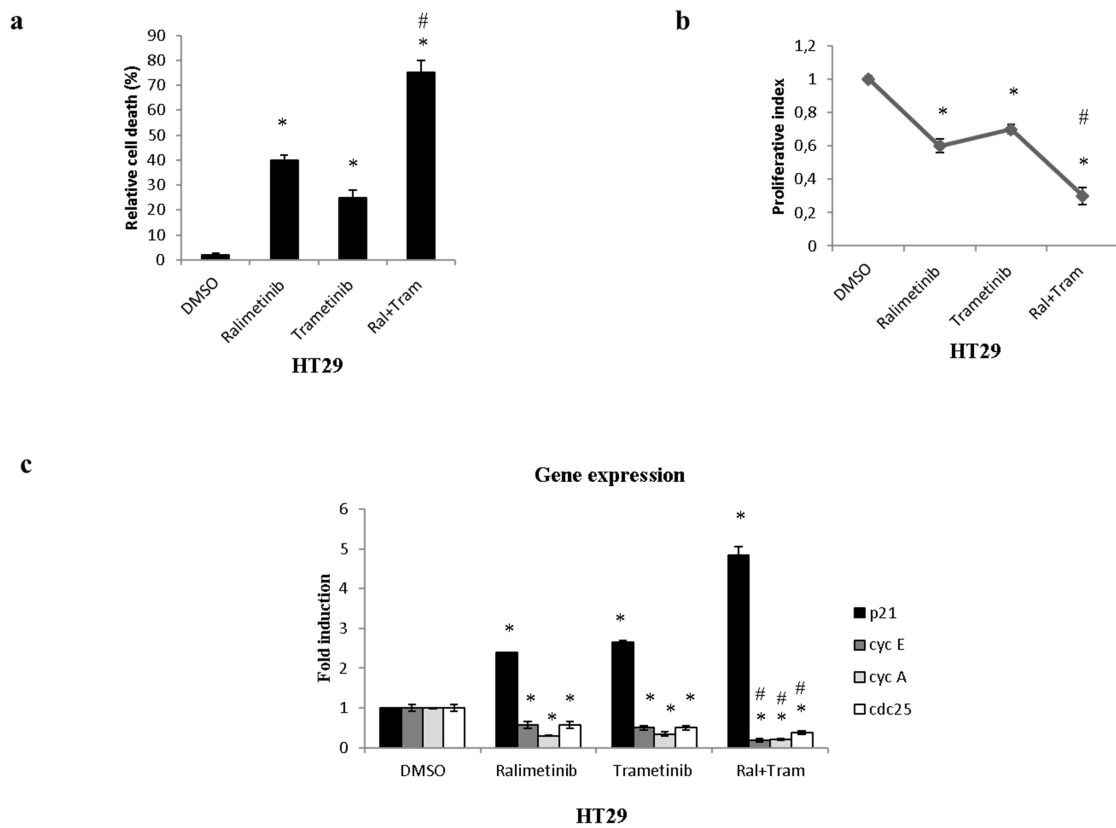 a
Relative cell death (%)
90
80
70
60
50
40
30
20
10
0
*
*
#
*
DMSO
Ralimetinib
Trametinib
Ral+Tram
HT29
b
Proliferative index
1,2
1
0,8
0,6
0,4
0,2
0
*
*
#
*
DMSO
Ralimetinib
Trametinib
Ral+Tram
HT29
c
Gene expression
Fold induction
6
5
4
3
2
1
0
*
* * *
*
* * *
*
# # #
* * *
DMSO
Ralimetinib
Trametinib
Ral+Tram
HT29
p21
cyc E
cyc A
cdc25